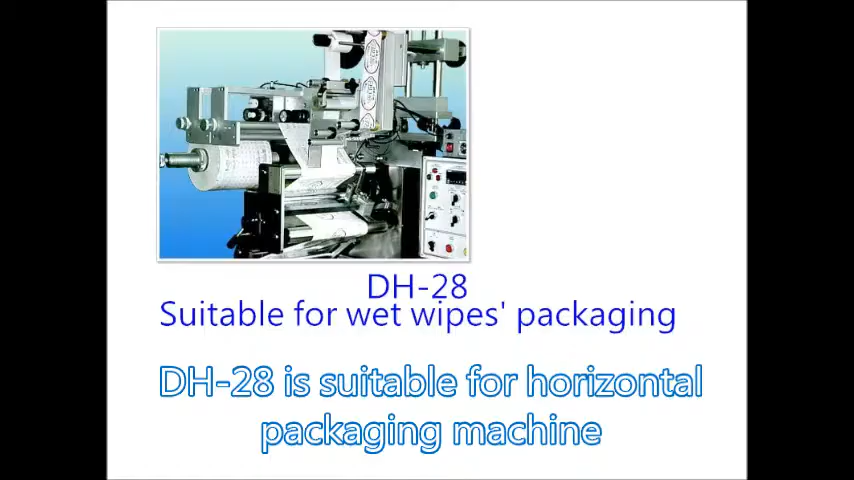 DH-28
Suitable for wet wipes' packaging
DH-28 is suitable for horizontal
packaging machine